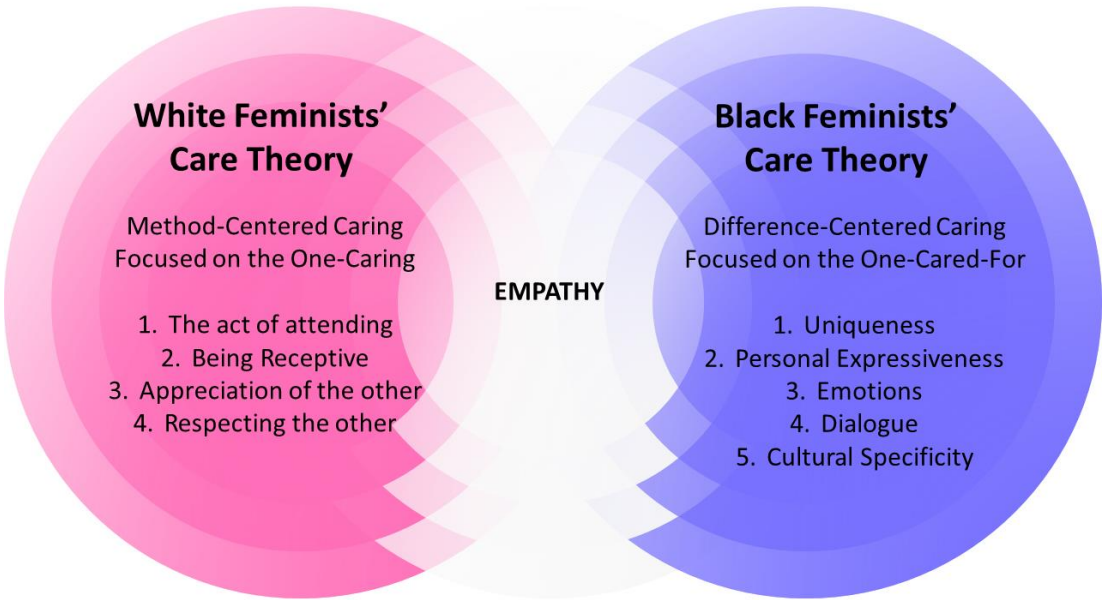 White Feminists’
Care Theory
Method-Centered Caring
Focused on the One-Caring
1. The act of attending
2. Being Receptive
3. Appreciation of the other
4. Respecting the other
EMPATHY
Black Feminists’
Care Theory
Difference-Centered Caring
Focused on the One-Cared-For
1. Uniqueness
2. Personal Expressiveness
3. Emotions
4. Dialogue
5. Cultural Specificity